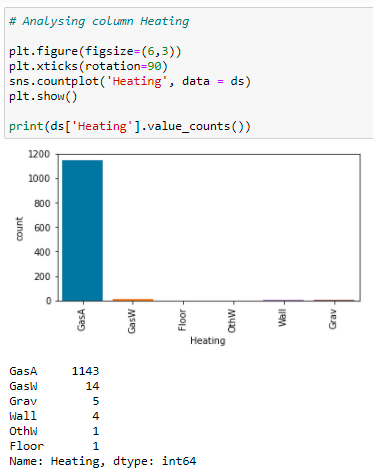 # Analysing column Heating
plt.figure(figsize=(6,3))
plt.xticks(rotation=90)
sns.countplot('Heating', data = ds)
plt.show()
print(ds['Heating'].value_counts())
1200
1000
800
600
400
200
0
count
GasA
GasW
Floor
OthW
Wall
Grav
Heating
GasA 1143
GasW 14
Grav 5
Wall 4
OthW 1
Floor 1
Name: Heating, dtype: int64